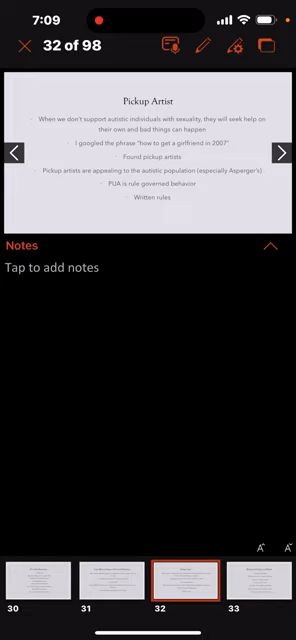 7:09
32 of 98
Pickup Artist
When we don't support autistic individuals with sexuality, they will seek help on
their own and bad things can happen
I googled the phrase "how to get a girlfriend in 2007"
Found pickup artists
Pickup artists are appealing to the autistic population (especially Asperger's)
PUA is rule governed behavior
Written rules
Notes
Tap to add notes
A A
30 31 32 33